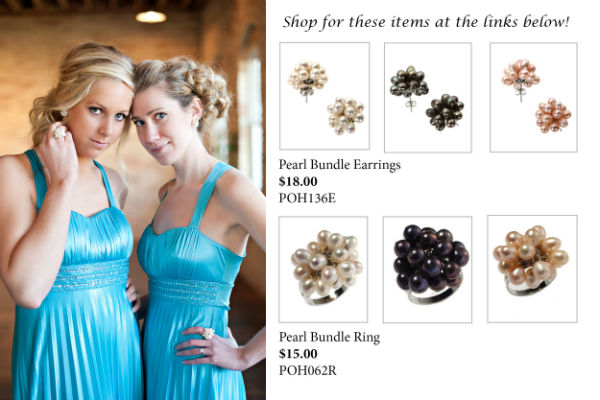 Shop for these items at the links below!
Pearl Bundle Earrings
$18.00
POH136E
Pearl Bundle Ring
$15.00
POH062R